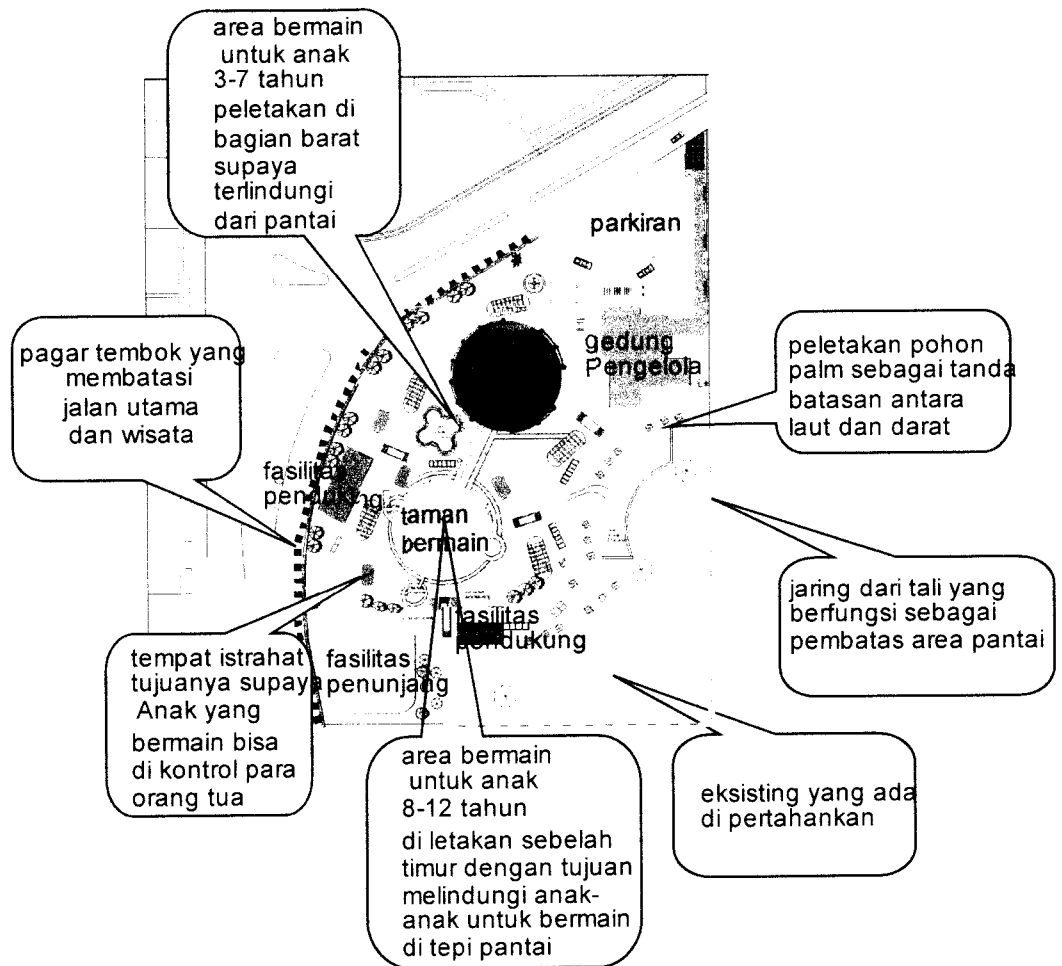 area bermain
untuk anak
3-7 tahun
peletakan di
bagian barat
supaya
terlindungi
dari pantai
parkiran
gedung
Pengelola
pagar tembok yang
membatasi
jalan utama
dan wisata
peletakan pohon
palm sebagai tanda
batasan antara
laut dan darat
fasilitas
pendukung
taman
bermain
jaring dari tali yang
berfungsi sebagai
pembatas area pantai
fasilitas
pendukung
tempat istrahat
tujuanya supaya
Anak yang
bermain bisa
di kontrol para
orang tua
fasilitas
penunjang
area bermain
untuk anak
8-12 tahun
di letakan sebelah
timur dengan tujuan
melindungi anak-
anak untuk bermain
di tepi pantai
eksisting yang ada
di pertahankan